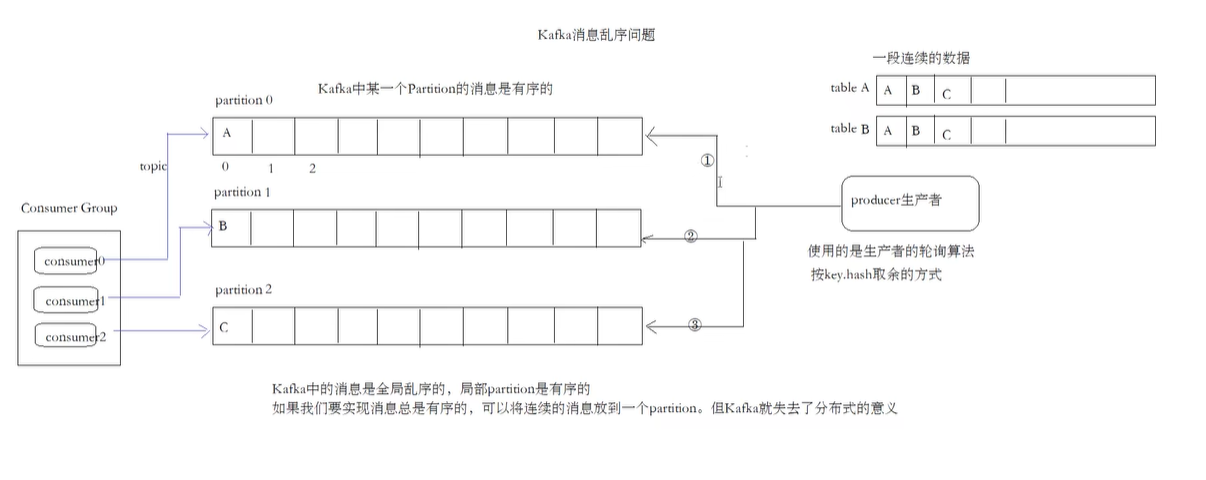 Kafka消息乱序问题
一段连续的数据
Kafka中某一个Partition的消息是有序的
table A A B C
partition 0
A
table B A B C
topic
0 1 2
①
partition 1
producer生产者
Consumer Group
B
②
使用的是生产者的轮询算法
consumer0
按key.hash取余的方式
partition 2
consumer1
C
③
consumer2
Kafka中的消息是全局乱序的，局部partition是有序的
如果我们要实现消息总是有序的，可以将连续的消息放到一个partition。但Kafka就失去了分布式的意义